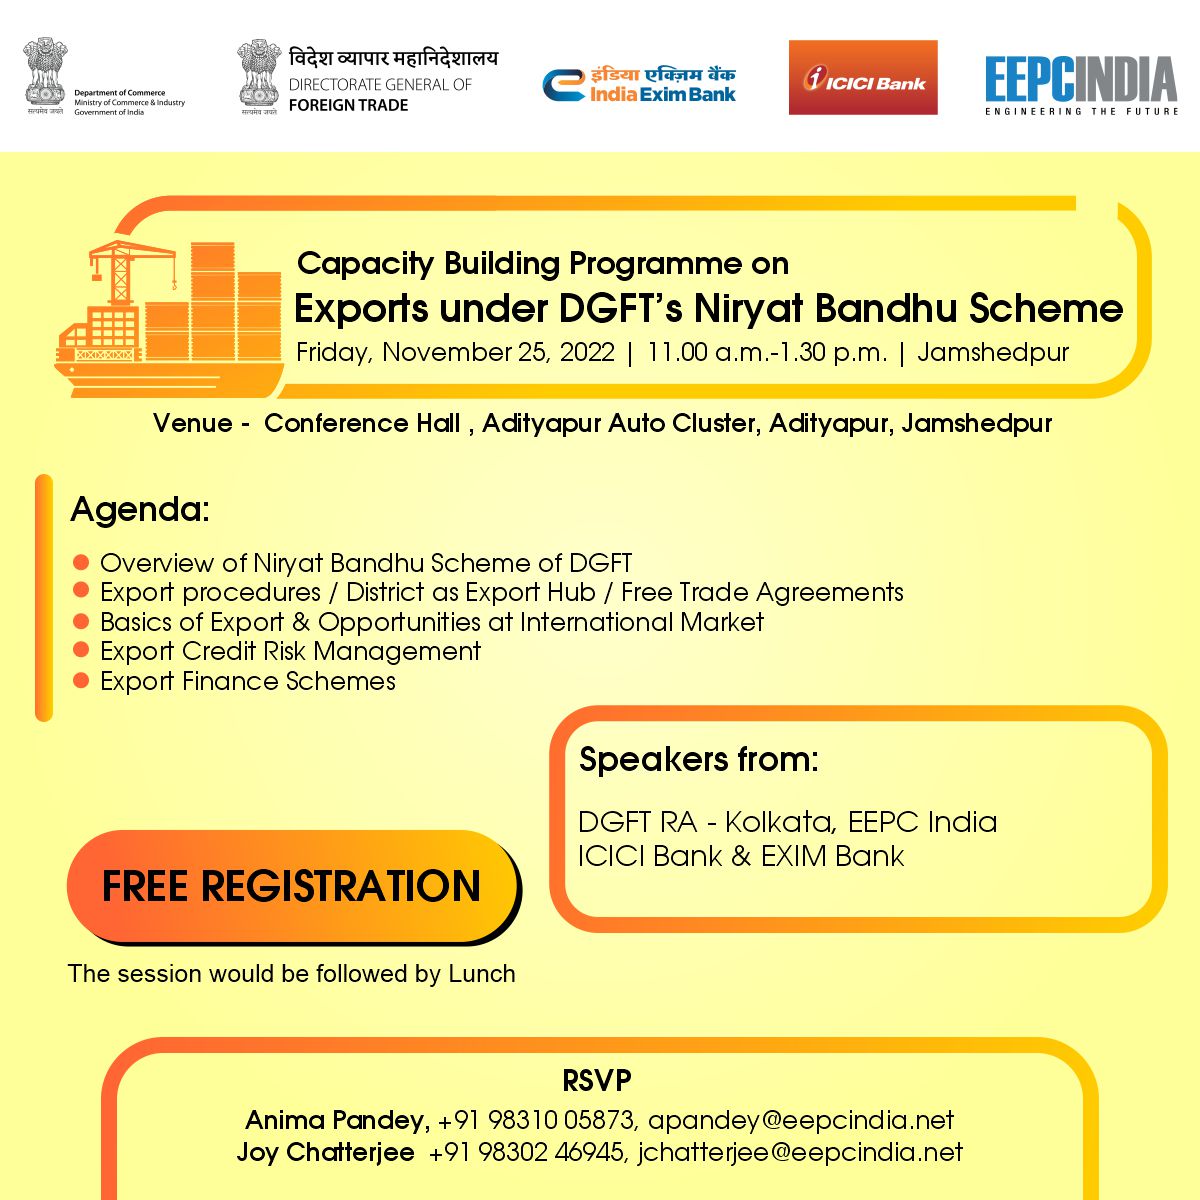 सत्यमेव जयते
Department of Commerce
Ministry of Commerce & Industry
Government of India
सत्यमेव जयते
विदेश व्यापार महानिदेशालय
DIRECTORATE GENERAL OF
FOREIGN TRADE
इंडिया एक्ज़िम बैंक
India Exim Bank
ICICI Bank
EEPCINDIA
ENGINEERING THE FUTURE
Capacity Building Programme on
Exports under DGFT's Niryat Bandhu Scheme
Friday, November 25, 2022 | 11.00 a.m.-1.30 p.m. | Jamshedpur
Venue - Conference Hall , Adityapur Auto Cluster, Adityapur, Jamshedpur
Agenda:
Overview of Niryat Bandhu Scheme of DGFT
Export procedures / District as Export Hub / Free Trade Agreements
Basics of Export & Opportunities at International Market
Export Credit Risk Management
Export Finance Schemes
Speakers from:
DGFT RA - Kolkata, EEPC India
ICICI Bank & EXIM Bank
FREE REGISTRATION
The session would be followed by Lunch
RSVP
Anima Pandey, +91 98310 05873, apandey@eepcindia.net
Joy Chatterjee +91 98302 46945, jchatterjee@eepcindia.net